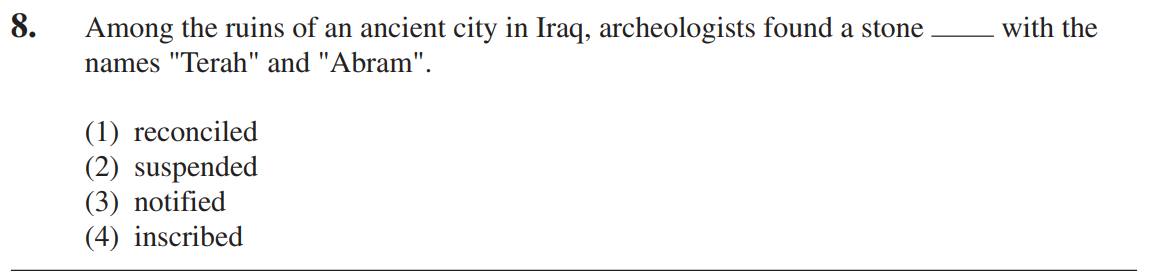 8. Among the ruins of an ancient city in Iraq, archeologists found a stone _____ with the
names "Terah" and "Abram".
(1) reconciled
(2) suspended
(3) notified
(4) inscribed